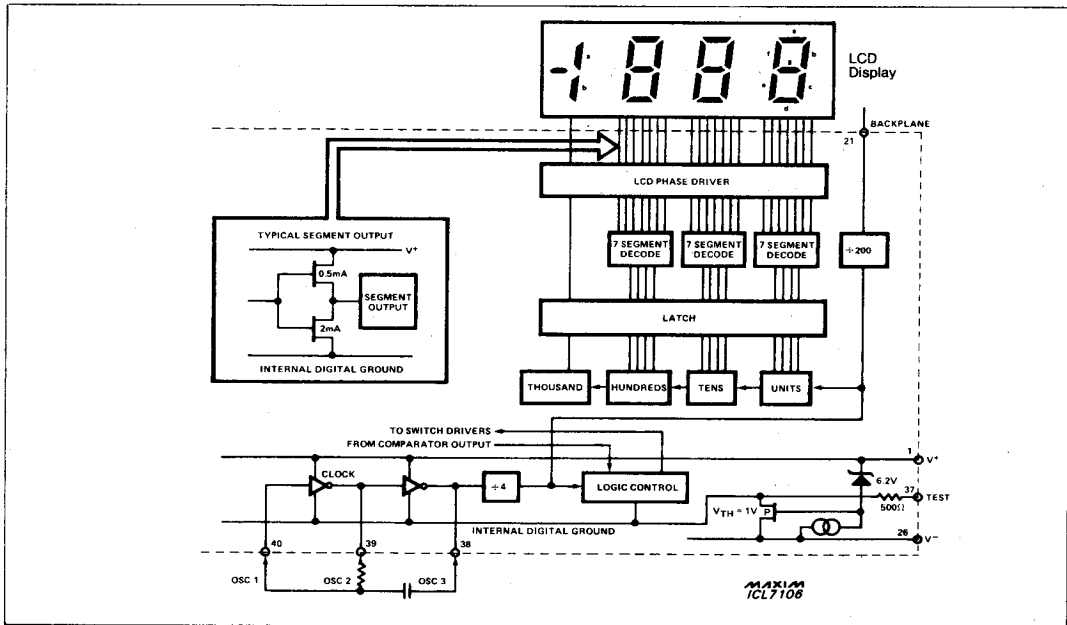 a
f
b
g
e
c
d
a
b
LCD
Display
BACKPLANE
21
LCD PHASE DRIVER
TYPICAL SEGMENT OUTPUT
V+
0.5mA
SEGMENT
OUTPUT
2mA
INTERNAL DIGITAL GROUND
7 SEGMENT
DECODE
7 SEGMENT
DECODE
7 SEGMENT
DECODE
÷200
LATCH
THOUSAND
HUNDREDS
TENS
UNITS
TO SWITCH DRIVERS
FROM COMPARATOR OUTPUT
1
V+
CLOCK
÷4
LOGIC CONTROL
6.2V
37
TEST
500Ω
VTH = 1V
P
INTERNAL DIGITAL GROUND
26
V−
40
39
38
OSC 1
OSC 2
OSC 3
MAXIM
ICL7106